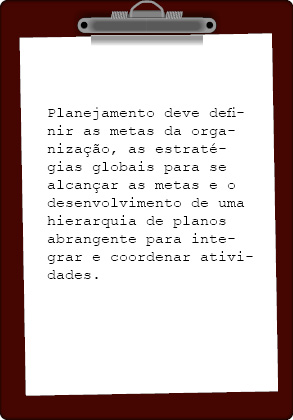 Planejamento deve defi-
nir as metas da orga-
nização, as estraté-
gias globais para se
alcançar as metas e o
desenvolvimento de uma
hierarquia de planos
abrangente para inte-
grar e coordenar ativi-
dades.